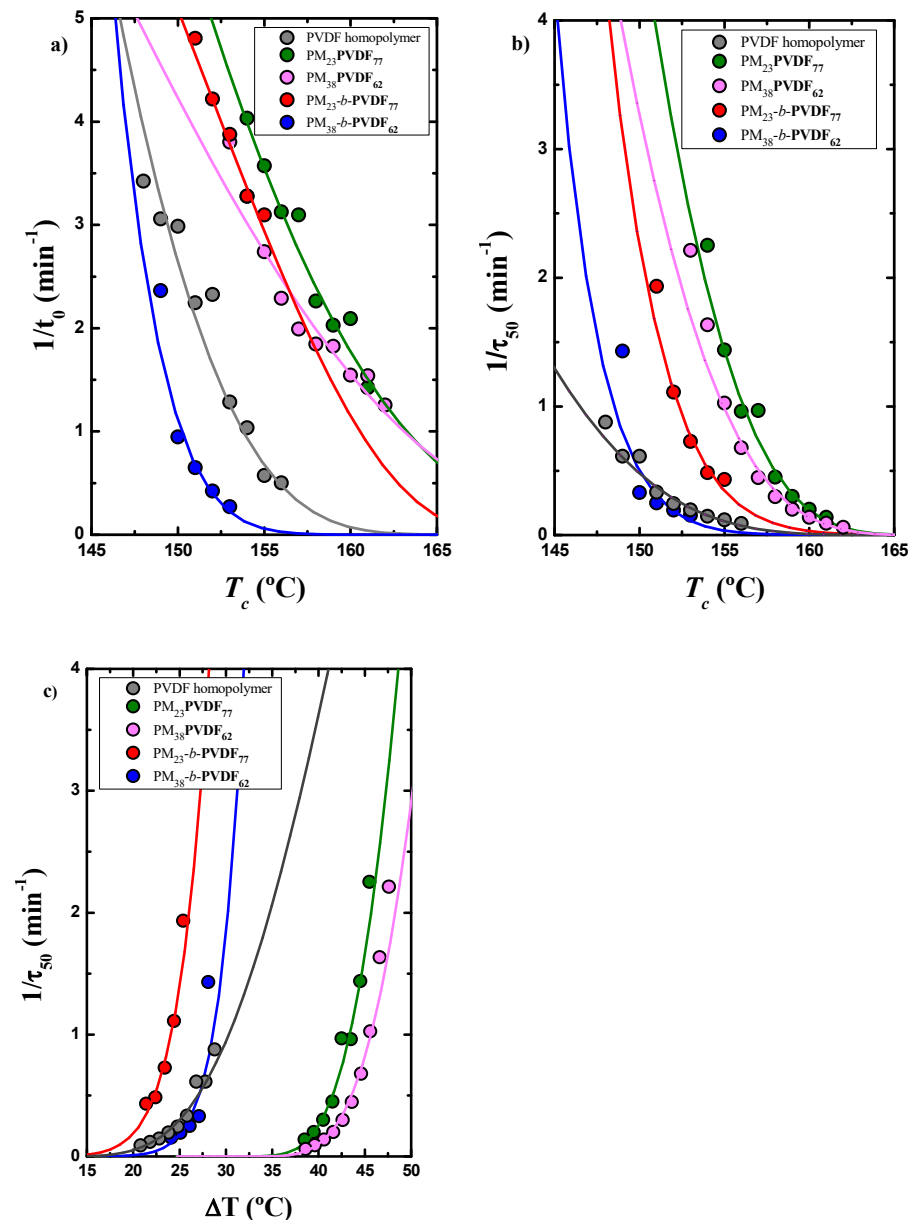 a)
PVDF homopolymer
PM23PVDF77
PM38PVDF62
PM23-b-PVDF77
PM38-b-PVDF62
1/t0 (min-1)
5
4
3
2
1
0
145 150 155 160 165
Tc (ºC)
b)
PVDF homopolymer
PM23PVDF77
PM38PVDF62
PM23-b-PVDF77
PM38-b-PVDF62
1/τ50 (min-1)
4
3
2
1
0
145 150 155 160 165
Tc (ºC)
c)
PVDF homopolymer
PM23PVDF77
PM38PVDF62
PM23-b-PVDF77
PM38-b-PVDF62
1/τ50 (min-1)
4
3
2
1
0
15 20 25 30 35 40 45 50
ΔT (ºC)